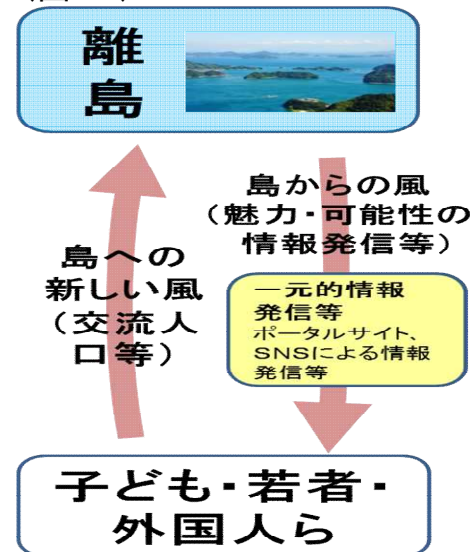 離
島
島からの風
（魅力・可能性の
情報発信等）
島への
新しい風
（交流人
口等）
一元的情報
発信等
ポータルサイト、
SNSによる情報
発信等
子ども・若者・
外国人ら